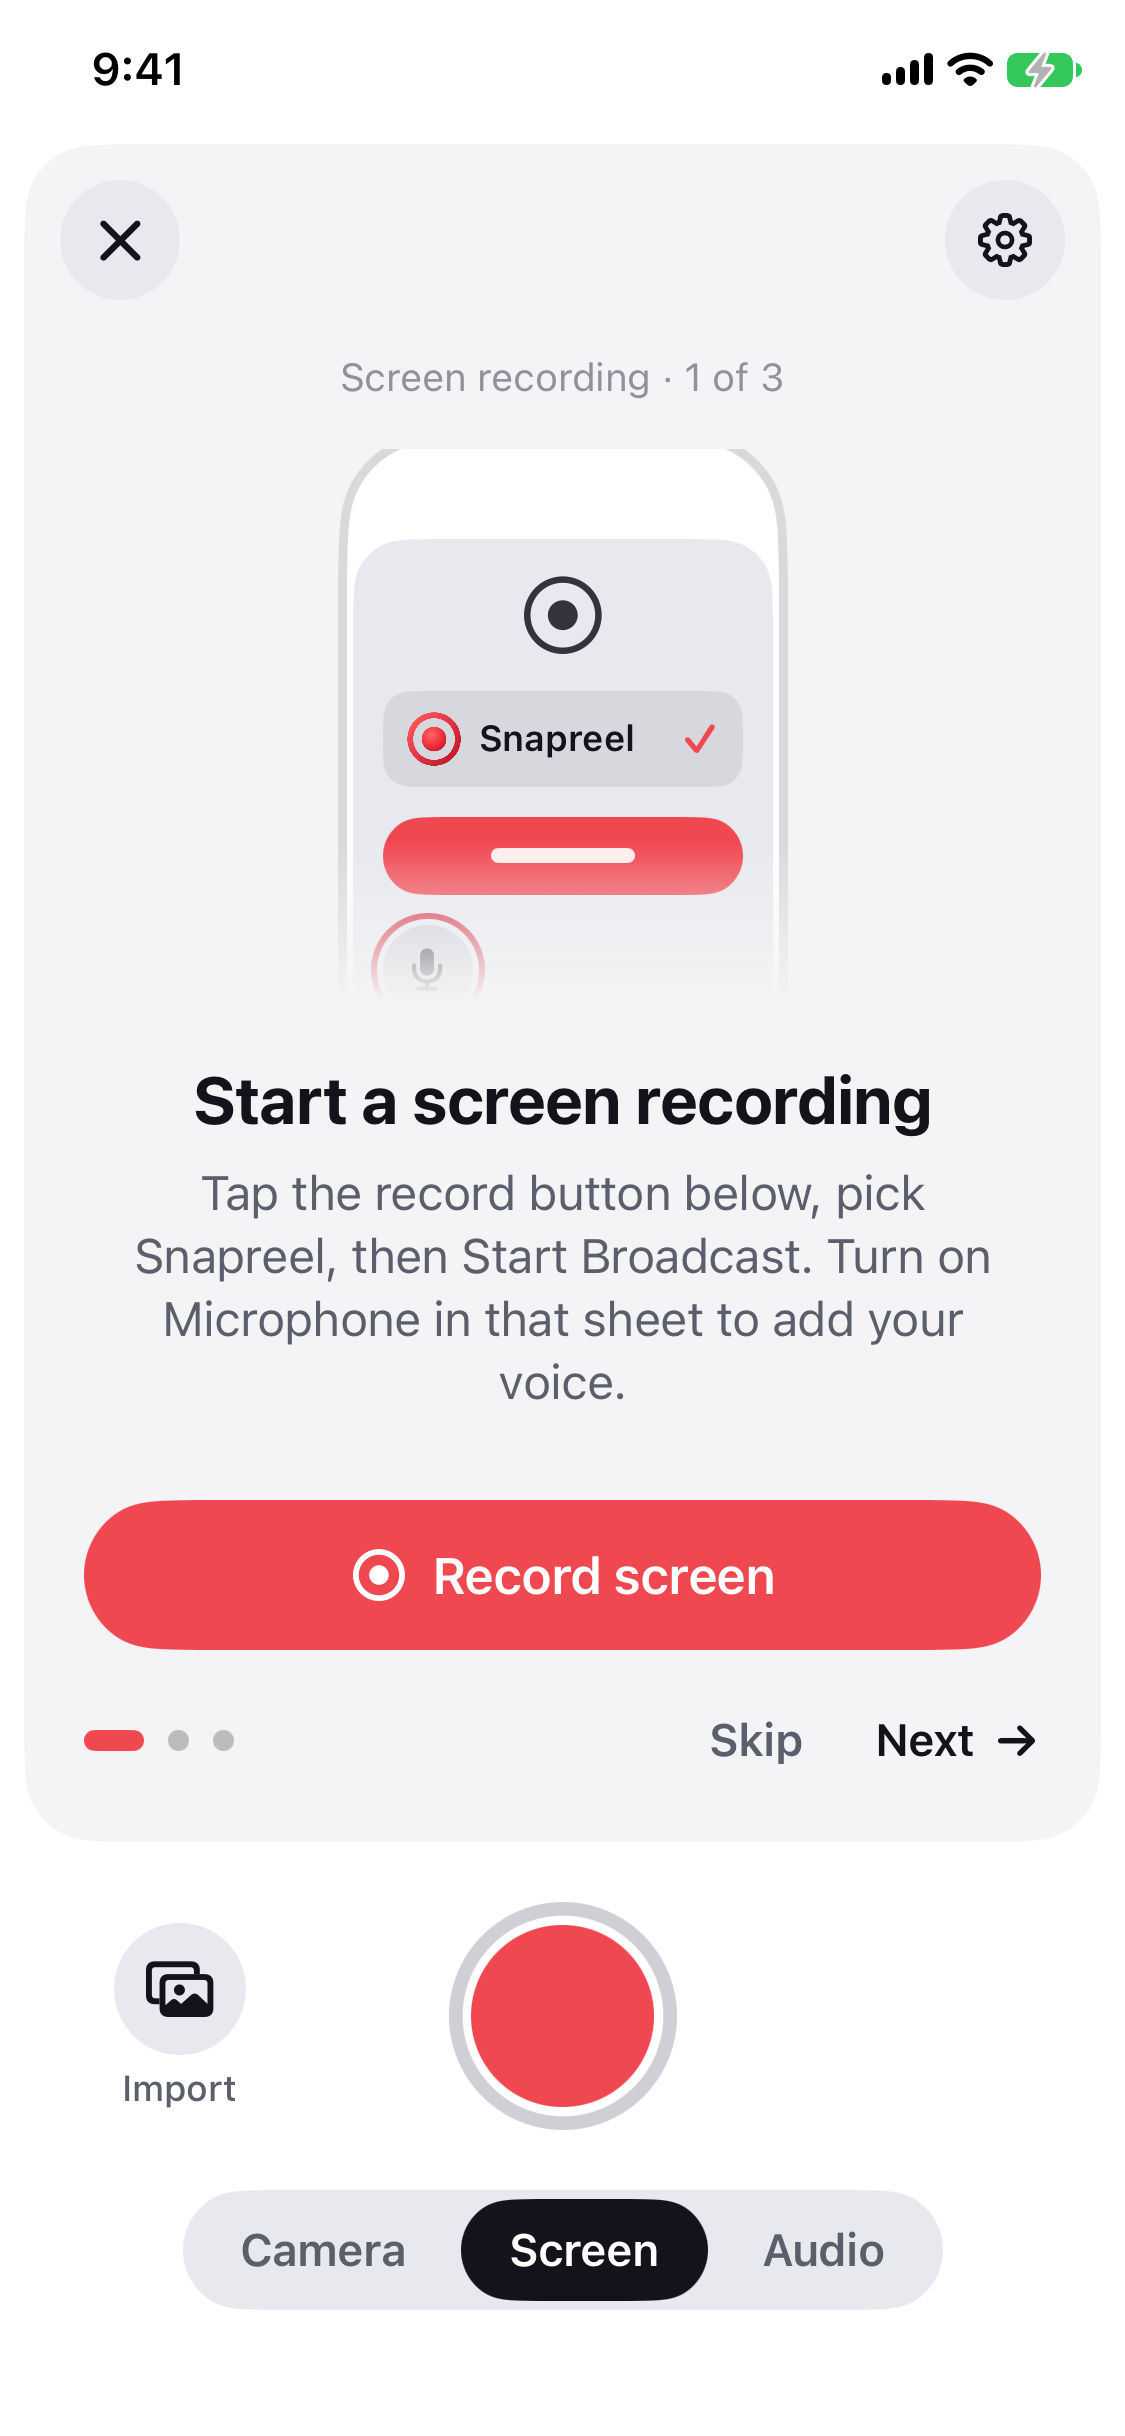 9:41
Screen recording · 1 of 3
Snapreel
Start a screen recording
Tap the record button below, pick
Snapreel, then Start Broadcast. Turn on
Microphone in that sheet to add your
voice.
Record screen
Skip
Next
Import
Camera
Screen
Audio